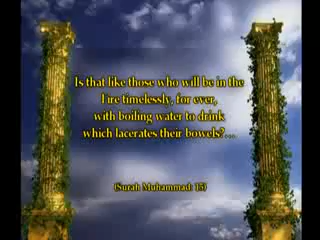 Is that like those who will be in the
Fire timelessly, for ever,
with boiling water to drink
which lacerates their bowels?...
(Surah Muhammad: 15)